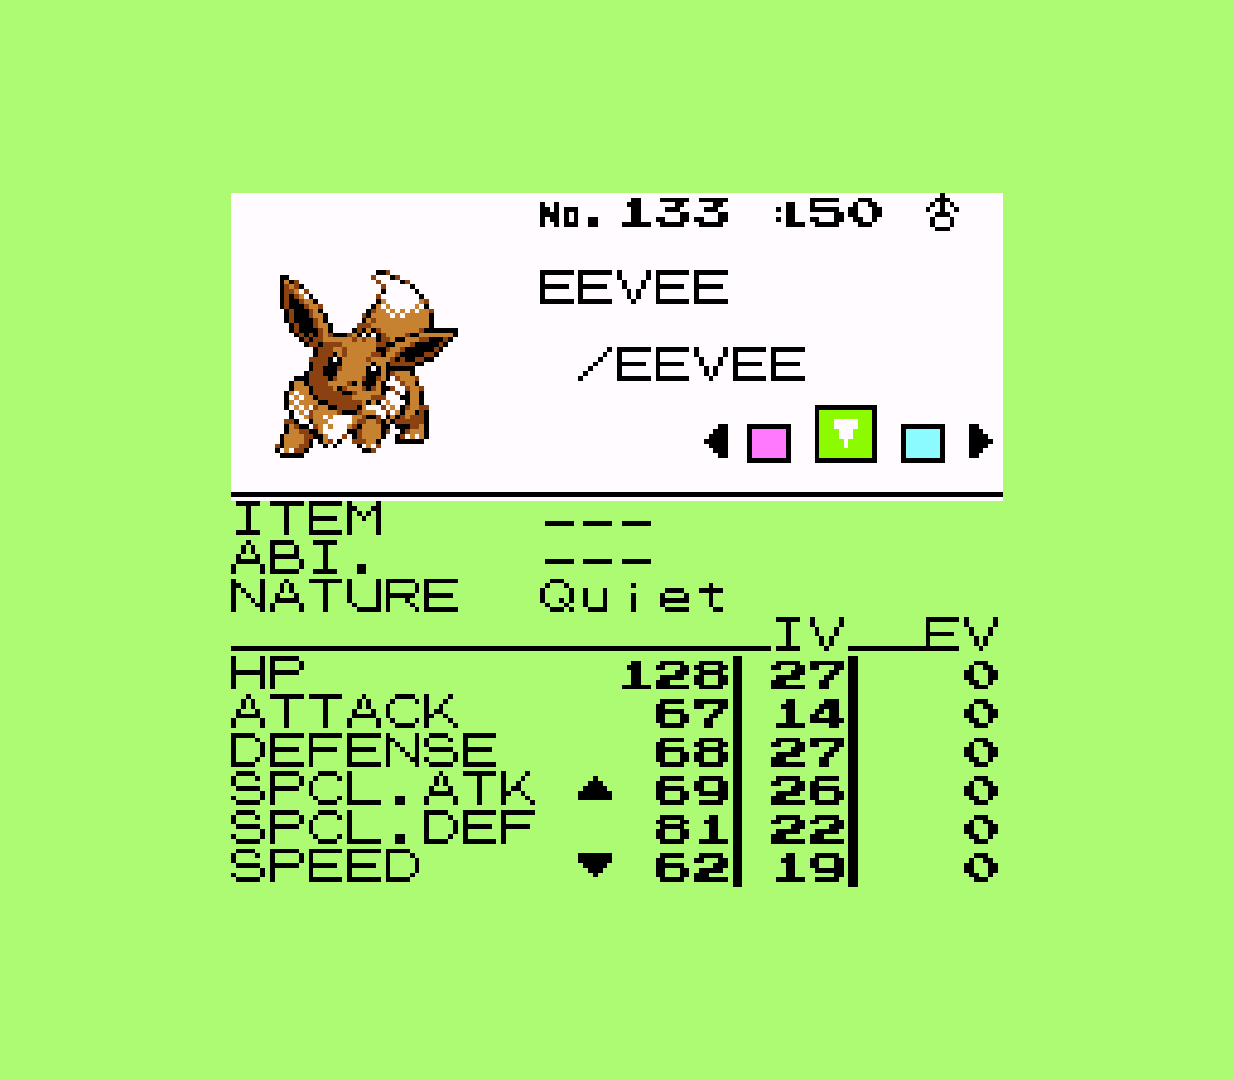 No. 133 :L50 ♂
EEVEE
/EEVEE
ITEM ---
ABI. ---
NATURE Quiet
IV EV
HP 128 27 0
ATTACK 67 14 0
DEFENSE 68 27 0
SPCL.ATK ▲ 69 26 0
SPCL.DEF 81 22 0
SPEED ▼ 62 19 0